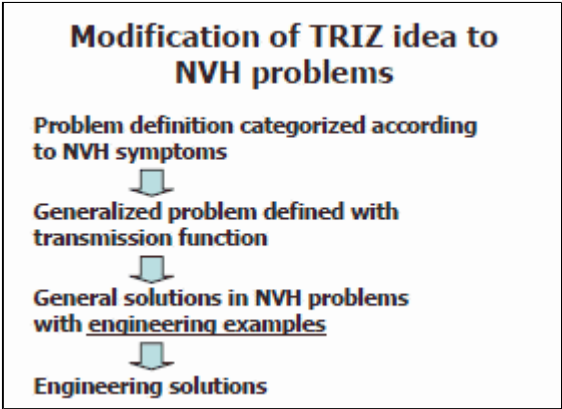 Modification of TRIZ idea to
NVH problems
Problem definition categorized according
to NVH symptoms
Generalized problem defined with
transmission function
General solutions in NVH problems
with engineering examples
Engineering solutions